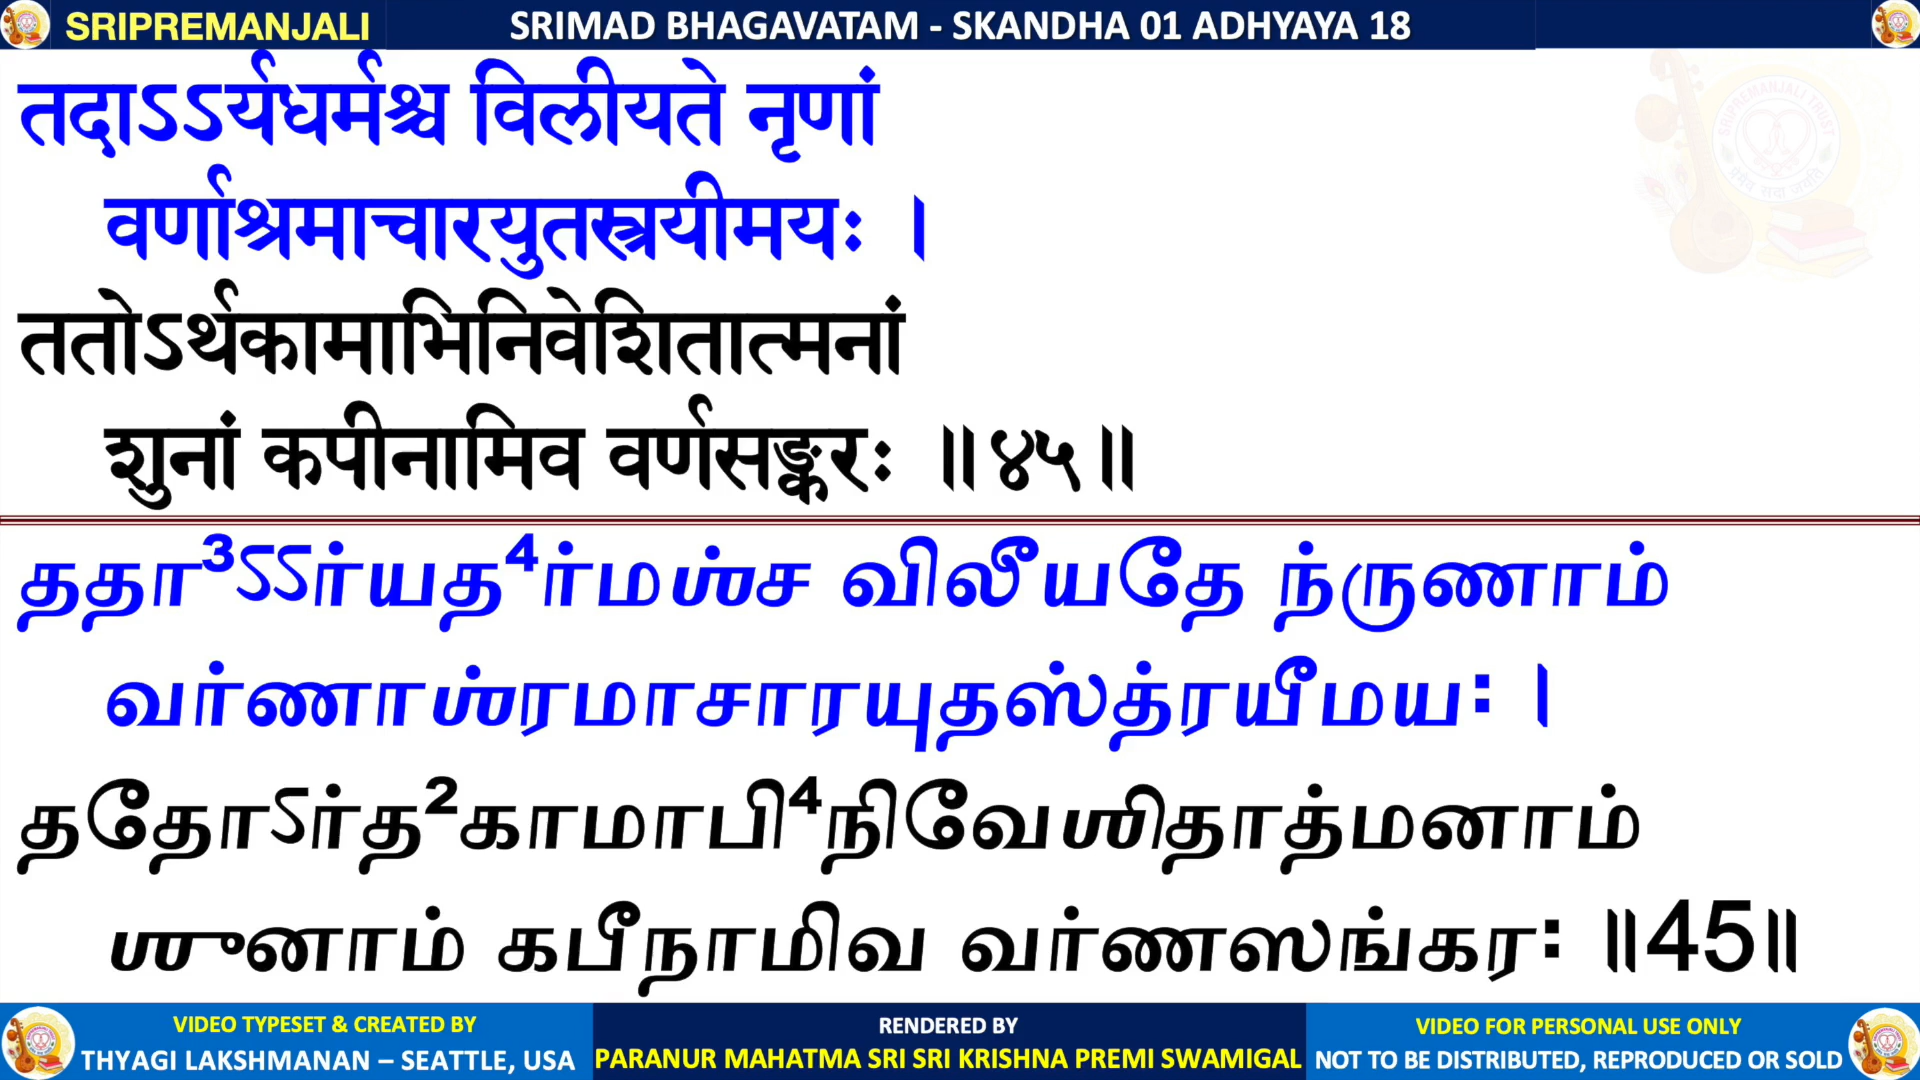 SRIPREMANJALI
SRIMAD BHAGAVATAM - SKANDHA 01 ADHYAYA 18
तदाऽऽर्यधर्मश्च विलीयते नृणां
वर्णाश्रमाचारयुतस्त्रयीमयः ।
ततोऽर्थकामाभिनिवेशितात्मनां
शुनां कपीनामिव वर्णसङ्करः ॥४५॥
ததா³ऽऽர்யத⁴ர்மஶ்ச விலீயதே ந்ருணாம்
வர்ணாஶ்ரமாசாரயுதஸ்த்ரயீமய: ।
ததோऽர்த²காமாபி⁴நிவேஶிதாத்மனாம்
ஶுனாம் கபீநாமிவ வர்ணஸங்கர: ॥45॥
VIDEO TYPESET & CREATED BY
THYAGI LAKSHMANAN – SEATTLE, USA
RENDERED BY
PARANUR MAHATMA SRI SRI KRISHNA PREMI SWAMIGAL
VIDEO FOR PERSONAL USE ONLY
NOT TO BE DISTRIBUTED, REPRODUCED OR SOLD